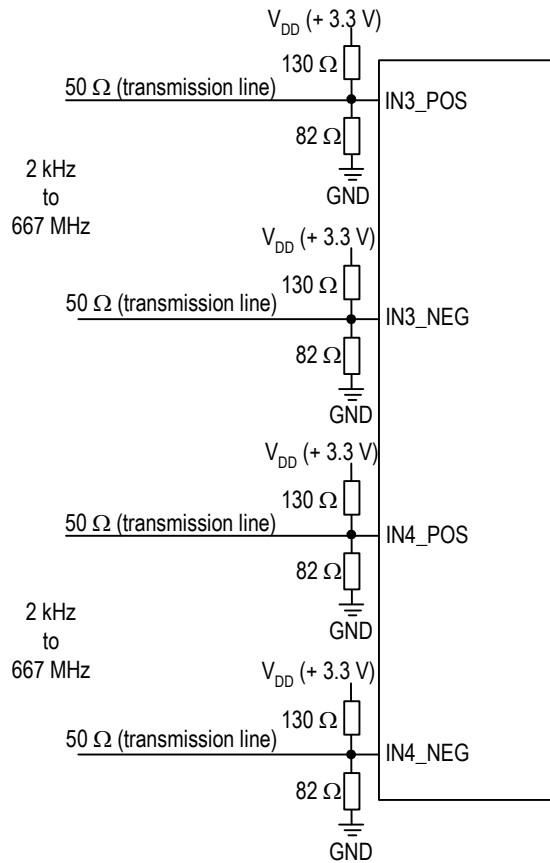 V_DD (+ 3.3 V)
130 Ω
50 Ω (transmission line)
IN3_POS
82 Ω
GND
2 kHz
to
667 MHz
V_DD (+ 3.3 V)
130 Ω
50 Ω (transmission line)
IN3_NEG
82 Ω
GND
V_DD (+ 3.3 V)
130 Ω
50 Ω (transmission line)
IN4_POS
82 Ω
GND
2 kHz
to
667 MHz
V_DD (+ 3.3 V)
130 Ω
50 Ω (transmission line)
IN4_NEG
82 Ω
GND